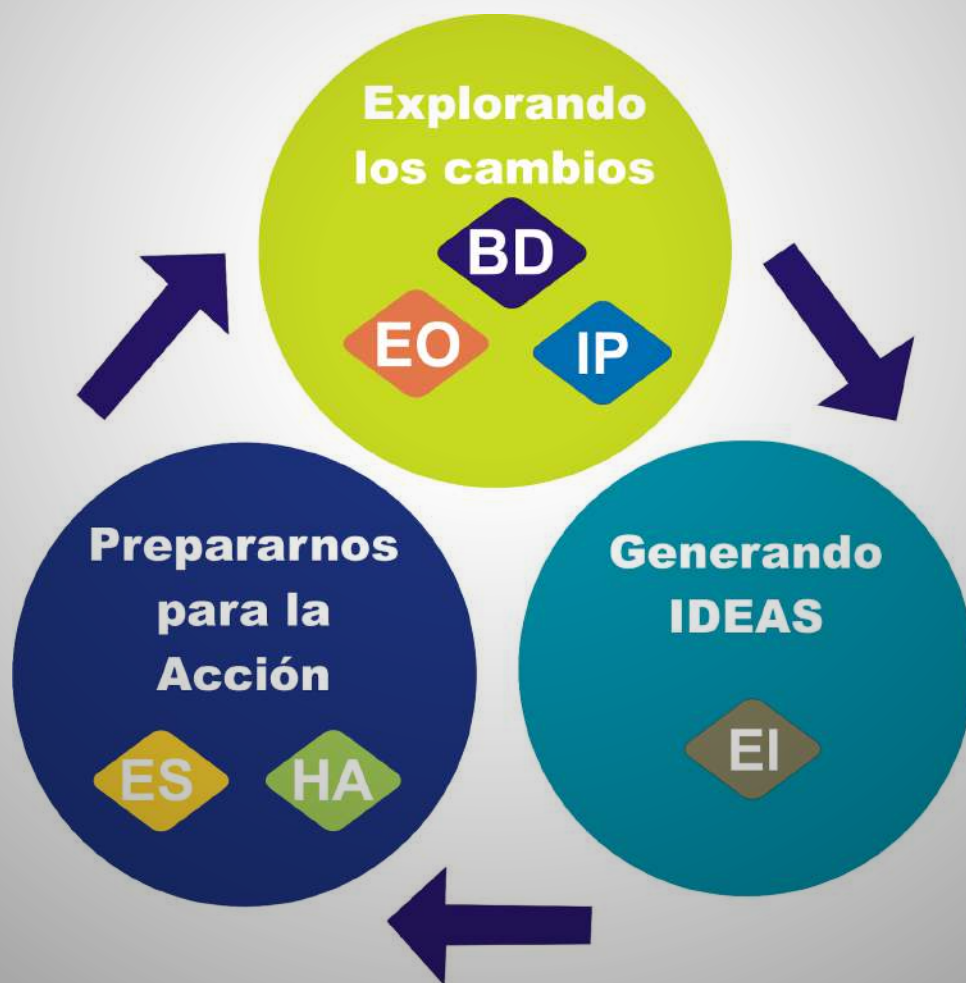 Explorando
los cambios
BD
EO
IP
Generando
IDEAS
EI
Prepararnos
para la
Acción
ES
HA